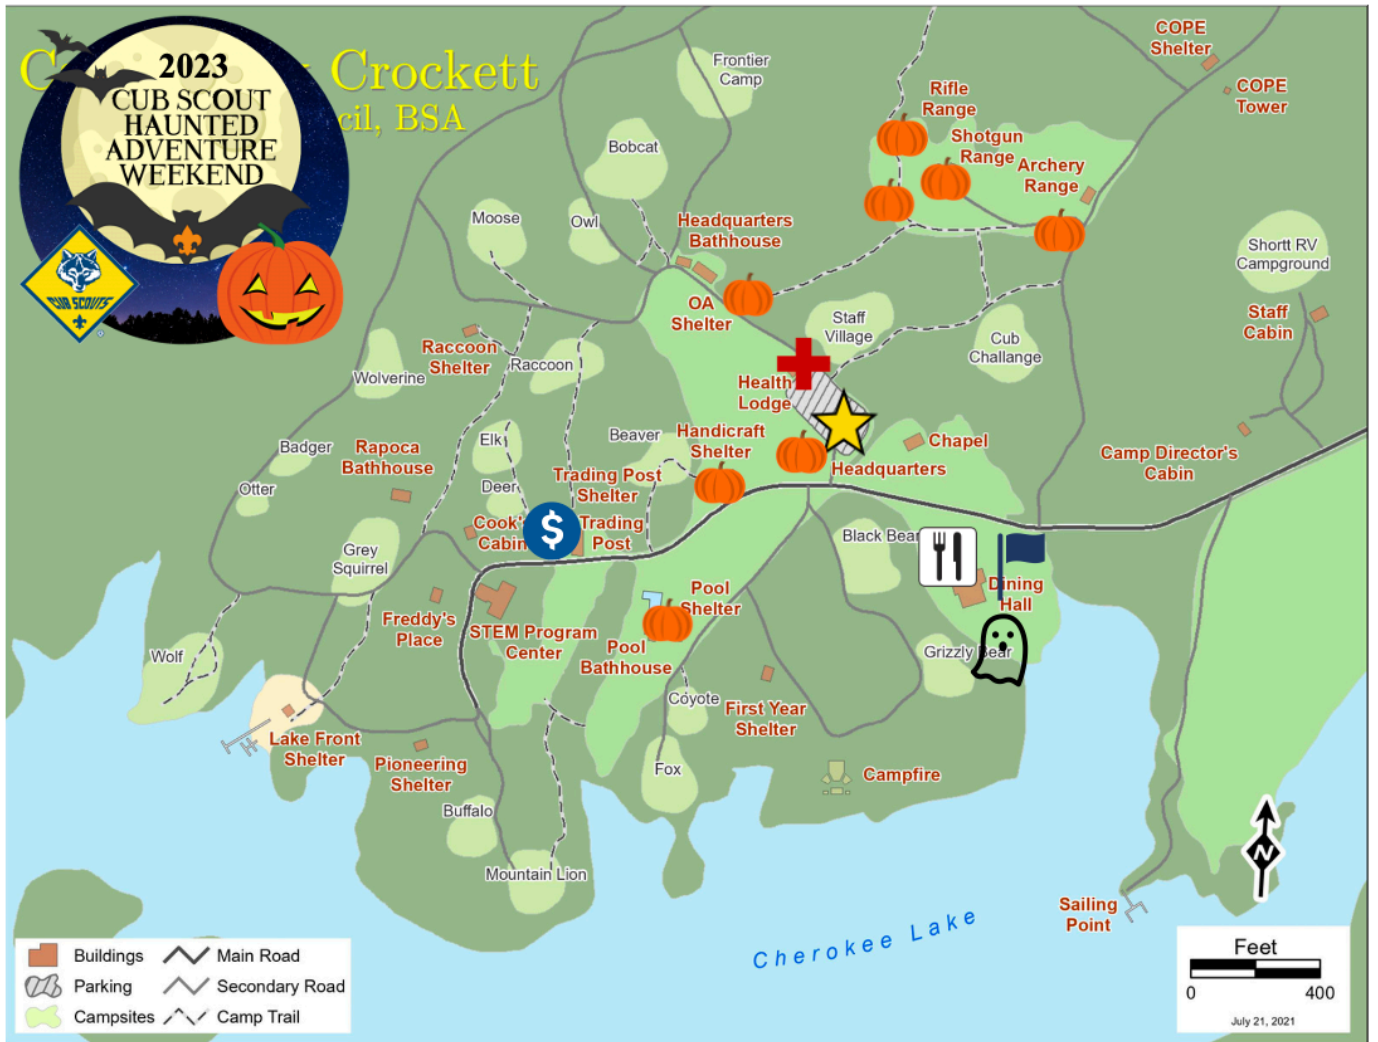 Crockett
cil, BSA
2023
CUB SCOUT
HAUNTED
ADVENTURE
WEEKEND
CUB SCOUTS
COPE
Shelter
COPE
Tower
Frontier
Camp
Rifle
Range
Shotgun
Range
Archery
Range
Bobcat
Moose
Owl
Headquarters
Bathhouse
Shortt RV
Campground
OA
Shelter
Staff
Village
Staff
Cabin
Raccoon
Shelter
Raccoon
Cub
Challange
Wolverine
Health
Lodge
Badger
Rapoca
Bathhouse
Elk
Beaver
Handicraft
Shelter
Chapel
Headquarters
Camp Director's
Cabin
Otter
Deer
Trading Post
Shelter
Cook'
Cabin
$
Trading
Post
Black Bear
Grey
Squirrel
Dining
Hall
Freddy's
Place
STEM Program
Center
Pool
Shelter
Pool
Bathhouse
Wolf
Grizzly Bear
Coyote
First Year
Shelter
Lake Front
Shelter
Pioneering
Shelter
Fox
Campfire
Buffalo
Mountain Lion
N
Sailing
Point
Cherokee Lake
Buildings
Main Road
Parking
Secondary Road
Campsites
Camp Trail
Feet
0 400
July 21, 2021